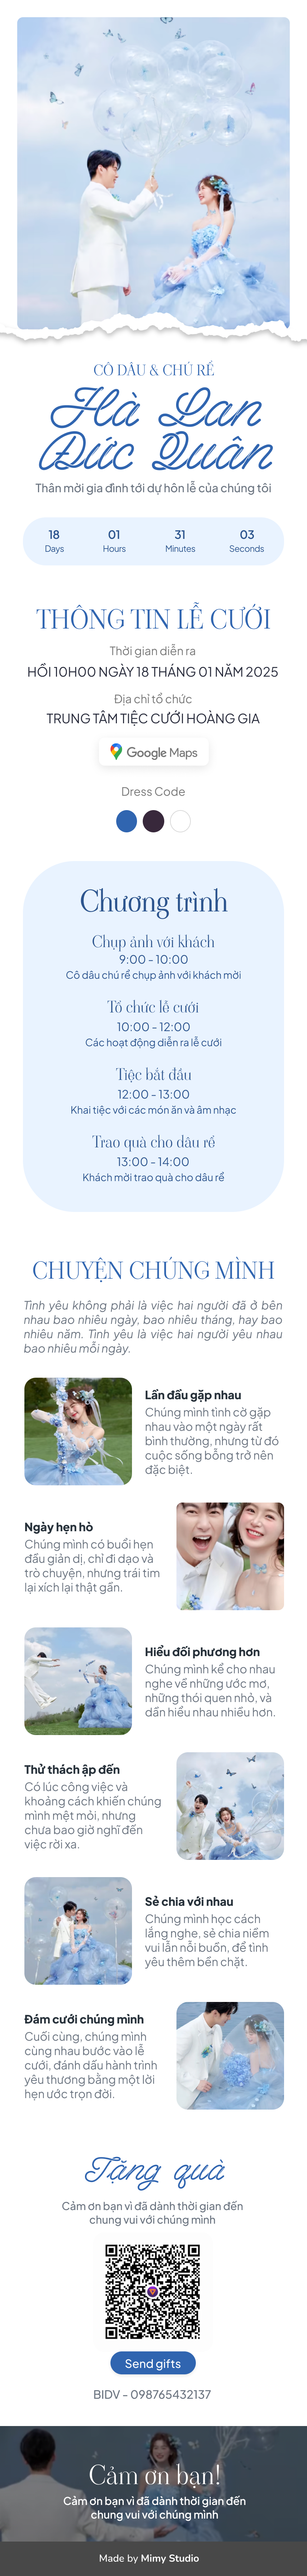 CÔ DÂU & CHÚ RỂ
Hà Lan
Đức Quân
Thân mời gia đình tới dự hôn lễ của chúng tôi
18 01 31 03
Days Hours Minutes Seconds
THÔNG TIN LỄ CƯỚI
Thời gian diễn ra
HỒI 10H00 NGÀY 18 THÁNG 01 NĂM 2025
Địa chỉ tổ chức
TRUNG TÂM TIỆC CƯỚI HOÀNG GIA
Google Maps
Dress Code
Chương trình
Chụp ảnh với khách
9:00 - 10:00
Cô dâu chú rể chụp ảnh với khách mời
Tổ chức lễ cưới
10:00 - 12:00
Các hoạt động diễn ra lễ cưới
Tiệc bắt đầu
12:00 - 13:00
Khai tiệc với các món ăn và âm nhạc
Trao quà cho dâu rể
13:00 - 14:00
Khách mời trao quà cho dâu rể
CHUYỆN CHÚNG MÌNH
Tình yêu không phải là việc hai người đã ở bên
nhau bao nhiêu ngày, bao nhiêu tháng, hay bao
nhiêu năm. Tình yêu là việc hai người yêu nhau
bao nhiêu mỗi ngày.
Lần đầu gặp nhau
Chúng mình tình cờ gặp
nhau vào một ngày rất
bình thường, nhưng từ đó
cuộc sống bỗng trở nên
đặc biệt.
Ngày hẹn hò
Chúng mình có buổi hẹn
đầu giản dị, chỉ đi dạo và
trò chuyện, nhưng trái tim
lại xích lại thật gần.
Hiểu đối phương hơn
Chúng mình kể cho nhau
nghe về những ước mơ,
những thói quen nhỏ, và
dần hiểu nhau nhiều hơn.
Thử thách ập đến
Có lúc công việc và
khoảng cách khiến chúng
mình mệt mỏi, nhưng
chưa bao giờ nghĩ đến
việc rời xa.
Sẻ chia với nhau
Chúng mình học cách
lắng nghe, sẻ chia niềm
vui lẫn nỗi buồn, để tình
yêu thêm bền chặt.
Đám cưới chúng mình
Cuối cùng, chúng mình
cùng nhau bước vào lễ
cưới, đánh dấu hành trình
yêu thương bằng một lời
hẹn ước trọn đời.
Tặng quà
Cảm ơn bạn vì đã dành thời gian đến
chung vui với chúng mình
Send gifts
BIDV - 098765432137
Cảm ơn bạn!
Cảm ơn bạn vì đã dành thời gian đến
chung vui với chúng mình
Made by Mimy Studio